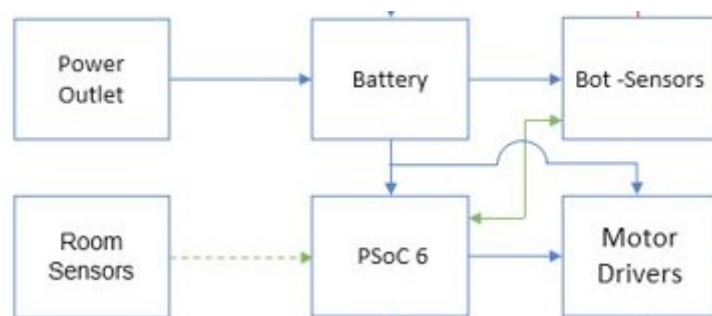 Power
Outlet
Battery
Bot -Sensors
Room
Sensors
PSoC 6
Motor
Drivers